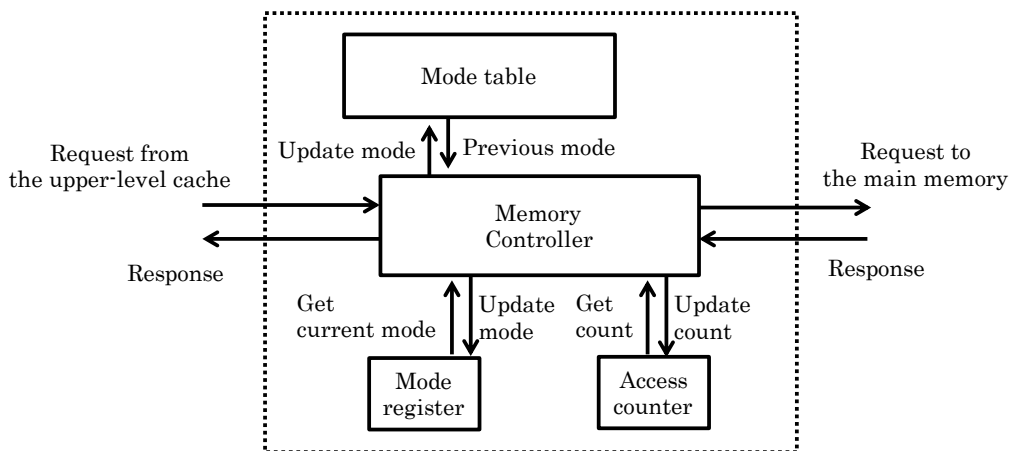 Mode table
Update mode
Previous mode
Request from
the upper-level cache
Request to
the main memory
Memory
Controller
Response
Response
Get
current mode
Update
mode
Get
count
Update
count
Mode
register
Access
counter